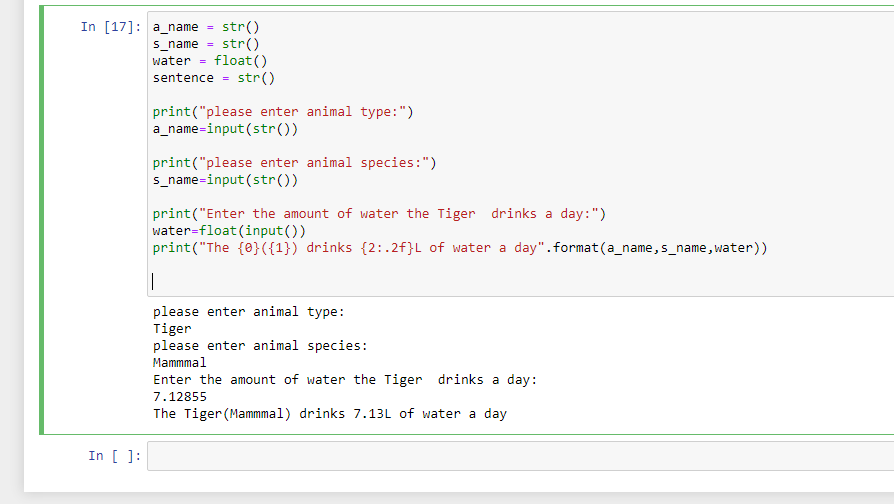 In [17]: a_name = str()
s_name = str()
water = float()
sentence = str()
print("please enter animal type:")
a_name=input(str())
print("please enter animal species:")
s_name=input(str())
print("Enter the amount of water the Tiger  drinks a day:")
water=float(input())
print("The {0}({1}) drinks {2:.2f}L of water a day".format(a_name,s_name,water))
please enter animal type:
Tiger
please enter animal species:
Mammmal
Enter the amount of water the Tiger  drinks a day:
7.12855
The Tiger(Mammmal) drinks 7.13L of water a day
In [ ]: